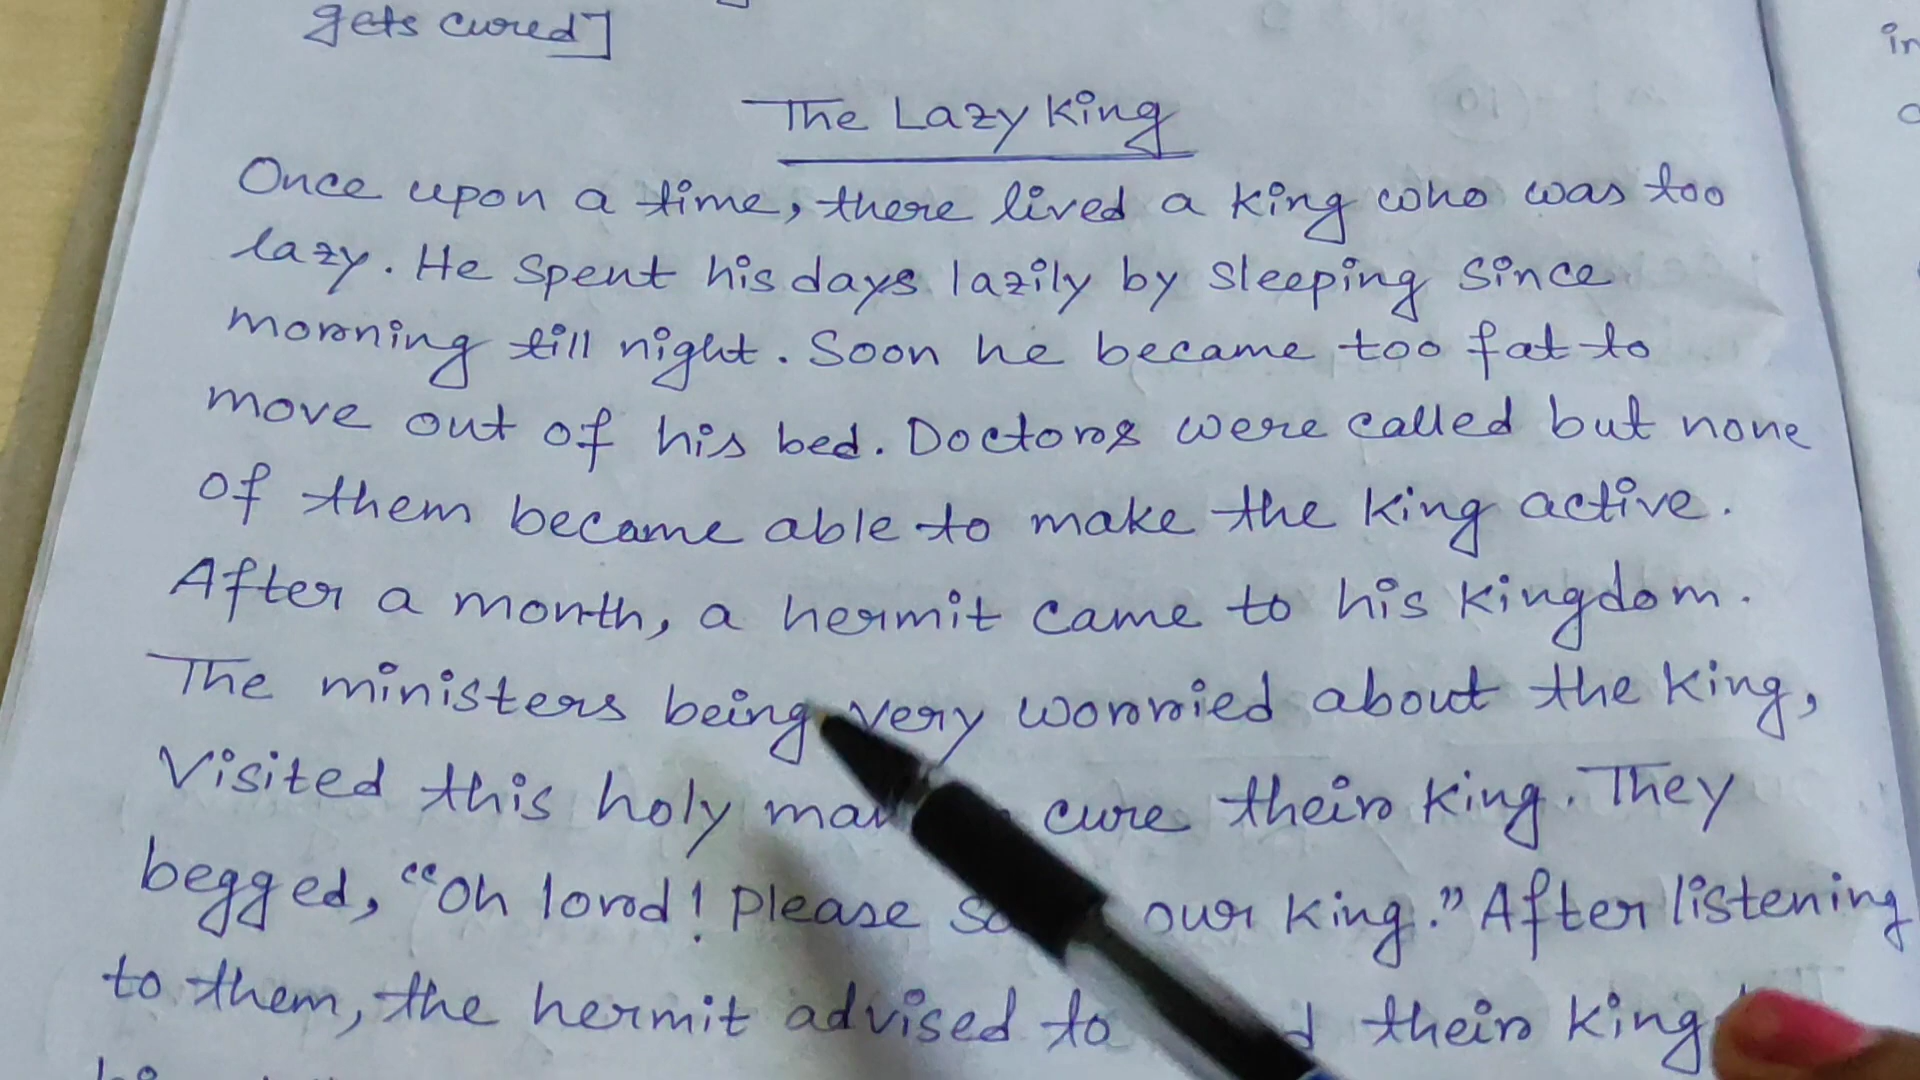 gets cured]
The Lazy King
Once upon a time, there lived a king who was too
lazy. He spent his days lazily by sleeping since
morning till night. Soon he became too fat to
move out of his bed. Doctors were called but none
of them became able to make the king active.
After a month, a hermit came to his kingdom.
The ministers being very worried about the king,
visited this holy man cure their king. They
begged, "Oh lord! Please our king." After listening
to them, the hermit advised to their king